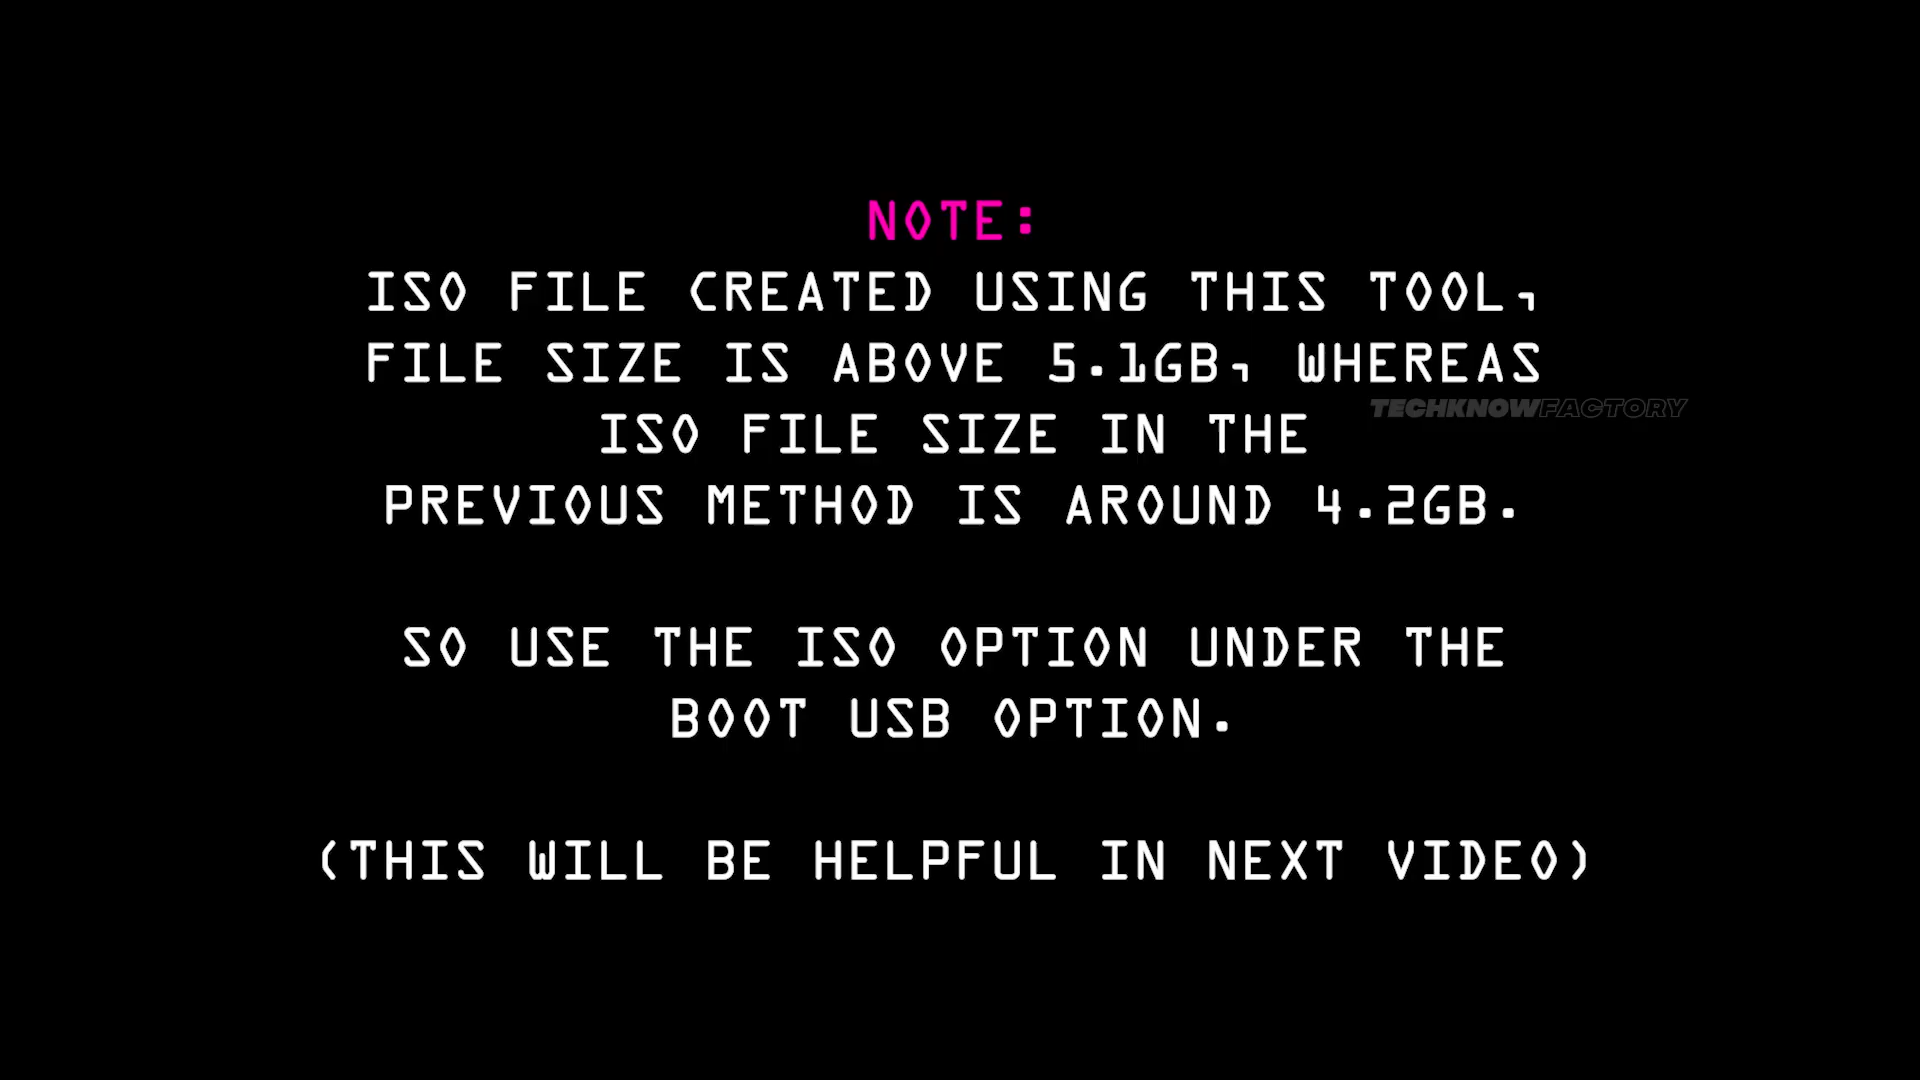 NOTE:
ISO FILE CREATED USING THIS TOOL,
FILE SIZE IS ABOVE 5.1GB, WHEREAS
TECHKNOWFACTORY
ISO FILE SIZE IN THE
PREVIOUS METHOD IS AROUND 4.2GB.
SO USE THE ISO OPTION UNDER THE
BOOT USB OPTION.
(THIS WILL BE HELPFUL IN NEXT VIDEO)